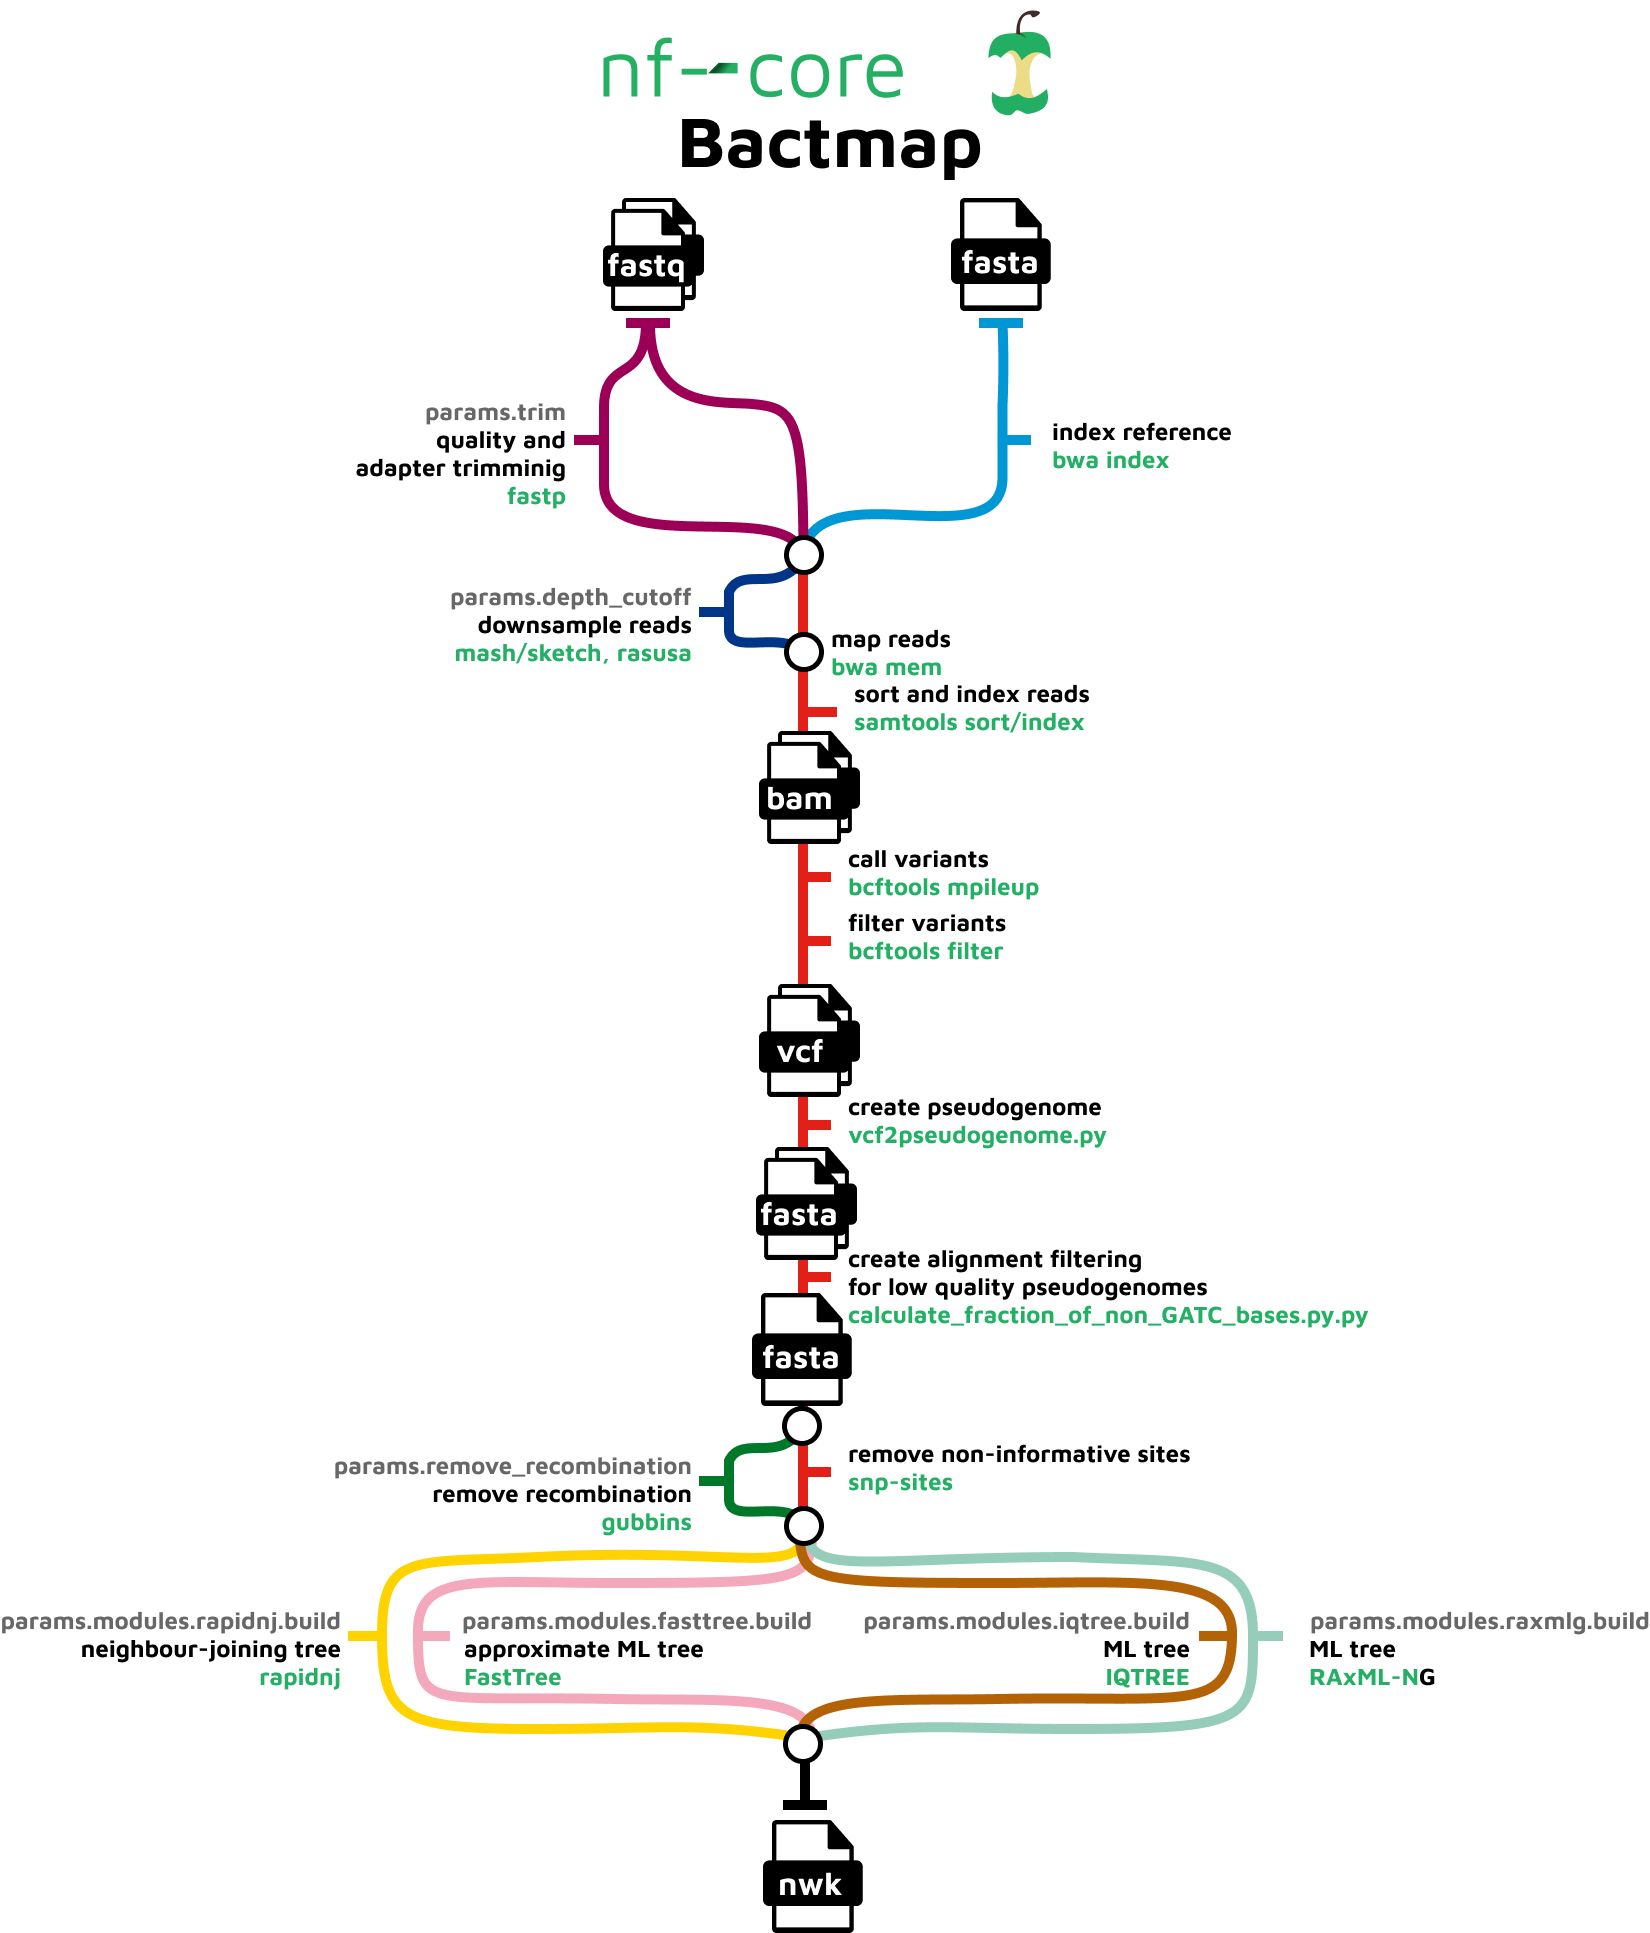 nf-core
Bactmap
fastq
fasta
params.trim
quality and
adapter trimminig
fastp
index reference
bwa index
params.depth_cutoff
downsample reads
mash/sketch, rasusa
map reads
bwa mem
sort and index reads
samtools sort/index
bam
call variants
bcftools mpileup
filter variants
bcftools filter
vcf
create pseudogenome
vcf2pseudogenome.py
fasta
create alignment filtering
for low quality pseudogenomes
calculate_fraction_of_non_GATC_bases.py.py
fasta
params.remove_recombination
remove recombination
gubbins
remove non-informative sites
snp-sites
params.modules.rapidnj.build
neighbour-joining tree
rapidnj
params.modules.fasttree.build
approximate ML tree
FastTree
params.modules.iqtree.build
ML tree
IQTREE
params.modules.raxmlg.build
ML tree
RAxML-NG
nwk